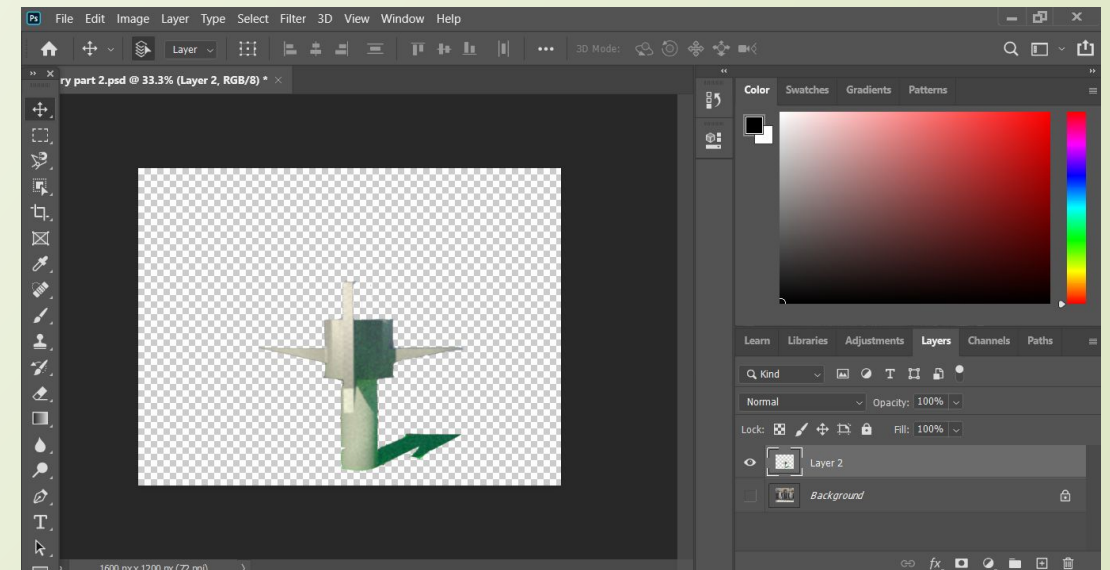 Ps File Edit Image Layer Type Select Filter 3D View Window Help
Layer 3D Mode:
ry part 2.psd @ 33.3% (Layer 2, RGB/8) *
Color Swatches Gradients Patterns
Learn Libraries Adjustments Layers Channels Paths
Kind
Normal Opacity: 100%
Lock: Fill: 100%
Layer 2
Background
1600 px x 1200 px (72 ppi)
fx